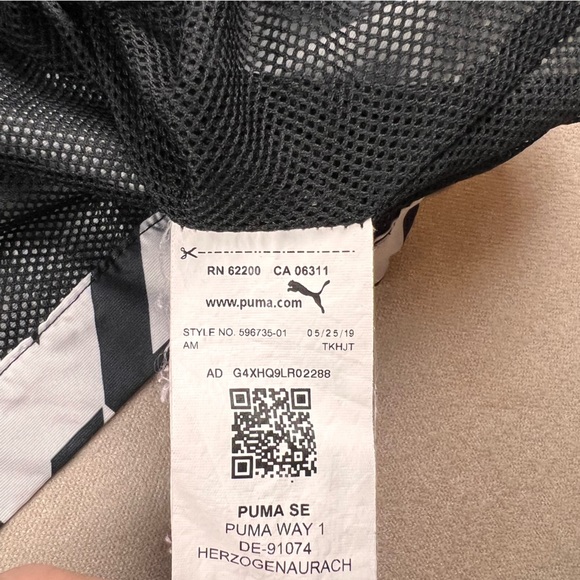 RN 62200 CA 06311
www.puma.com
STYLE NO. 596735-01 05/25/19
AM TKHJT
AD G4XHQ9LR02288
PUMA SE
PUMA WAY 1
DE-91074
HERZOGENAURACH